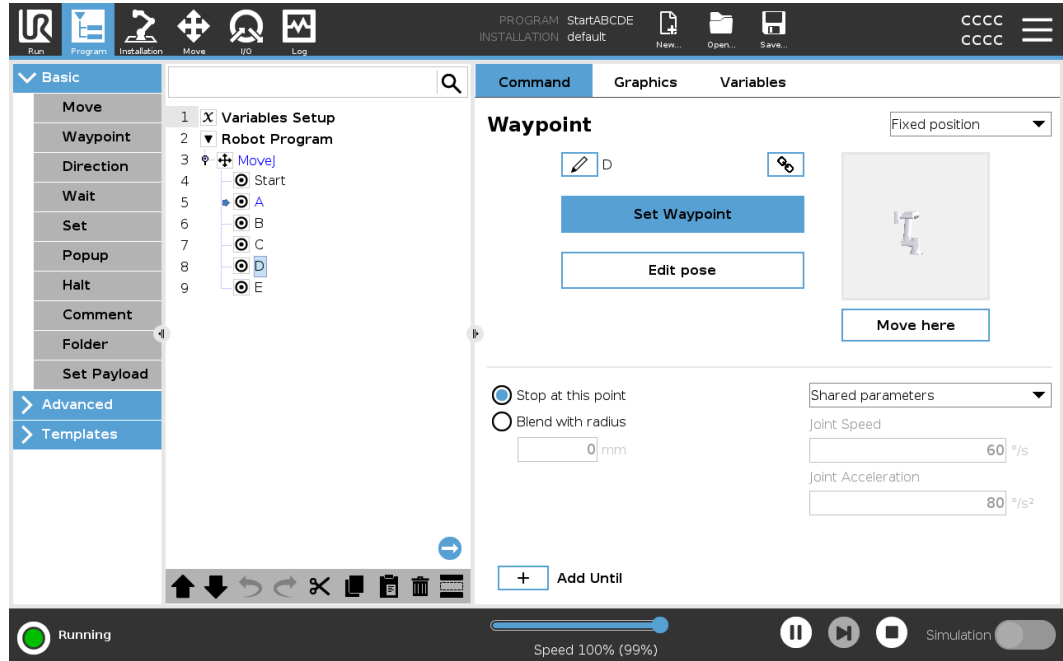 PROGRAM StartABCDE
INSTALLATION default
CCCC
CCCC
UR
Run
Program
Installation
Move
I/O
Log
New...
Open...
Save...
Basic
Move
Waypoint
Direction
Wait
Set
Popup
Halt
Comment
Folder
Set Payload
Advanced
Templates
1 X Variables Setup
2 Robot Program
3 MoveJ
4 Start
5 A
6 B
7 C
8 D
9 E
Command Graphics Variables
Waypoint
Fixed position
D
Set Waypoint
Edit pose
Move here
Stop at this point
Shared parameters
Blend with radius
Joint Speed
0 mm
60 °/s
Joint Acceleration
80 °/s²
+ Add Until
Running
Speed 100% (99%)
Simulation